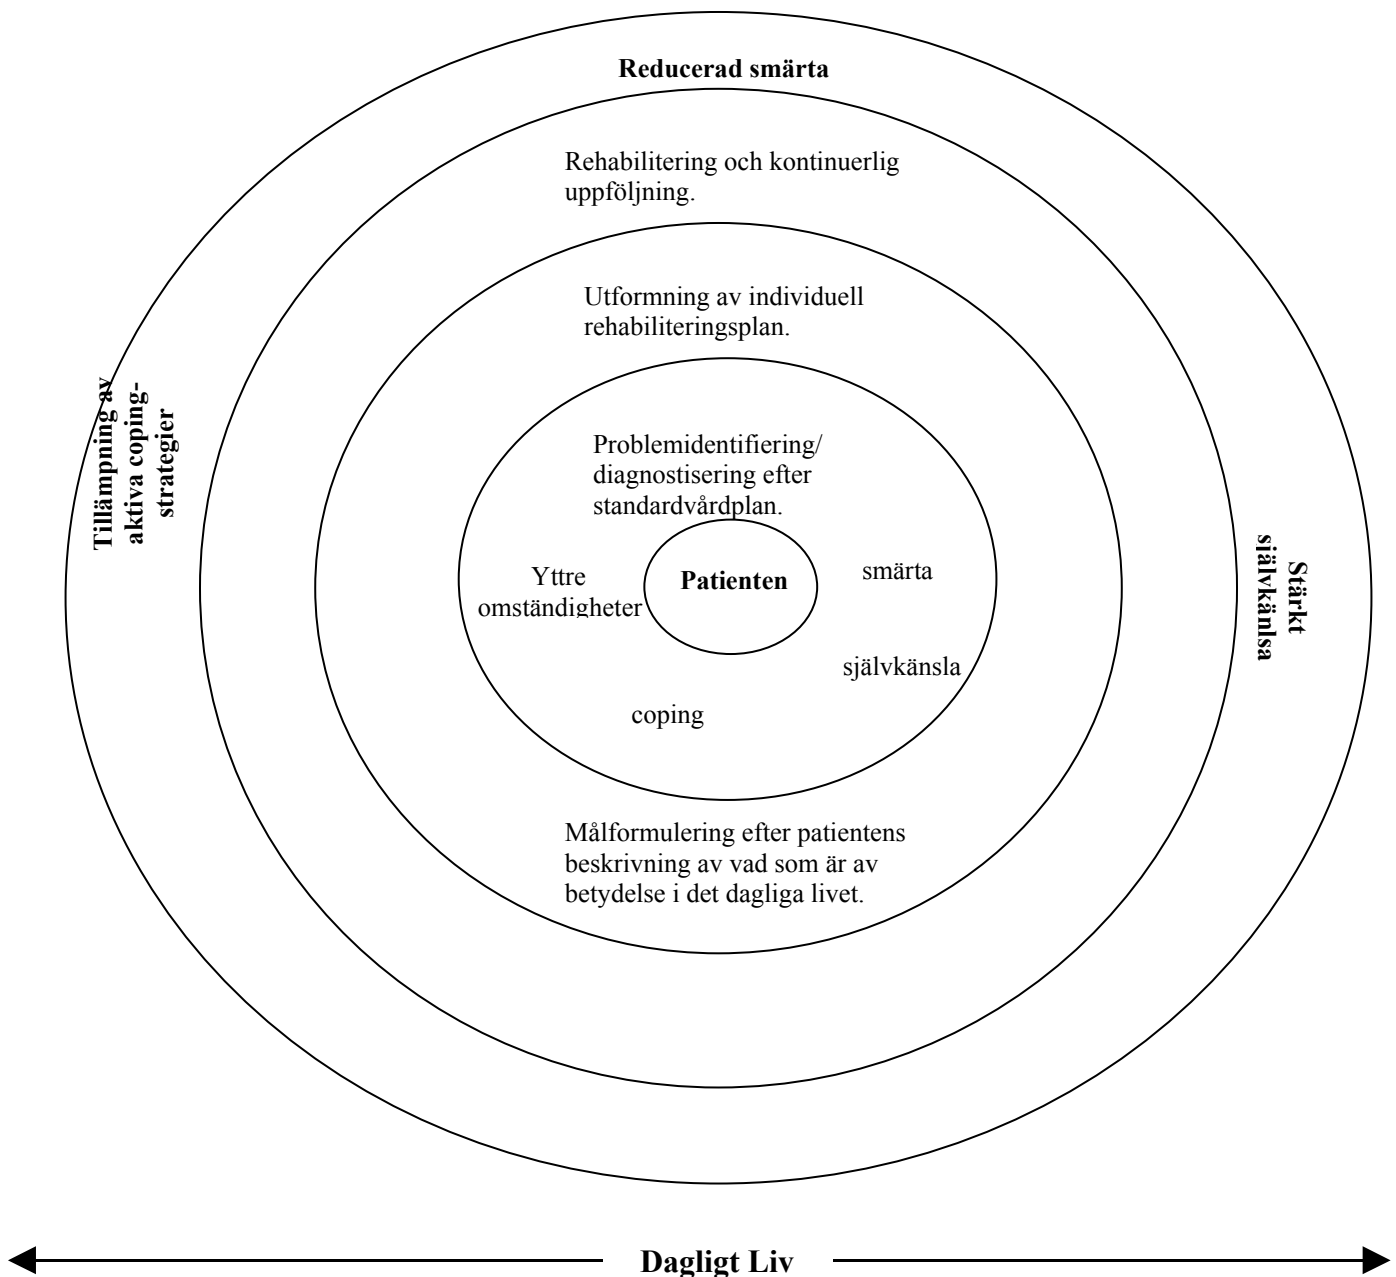 Reducerad smärta
Rehabilitering och kontinuerlig
uppföljning.
Utformning av individuell
rehabiliteringsplan.
Tillämpning av
aktiva coping-
strategier
Problemidentifiering/
diagnostisering efter
standardvårdplan.
Yttre
omständigheter
Patienten
smärta
självkänsla
coping
Stärkt
självkänlsa
Målformulering efter patientens
beskrivning av vad som är av
betydelse i det dagliga livet.
Dagligt Liv